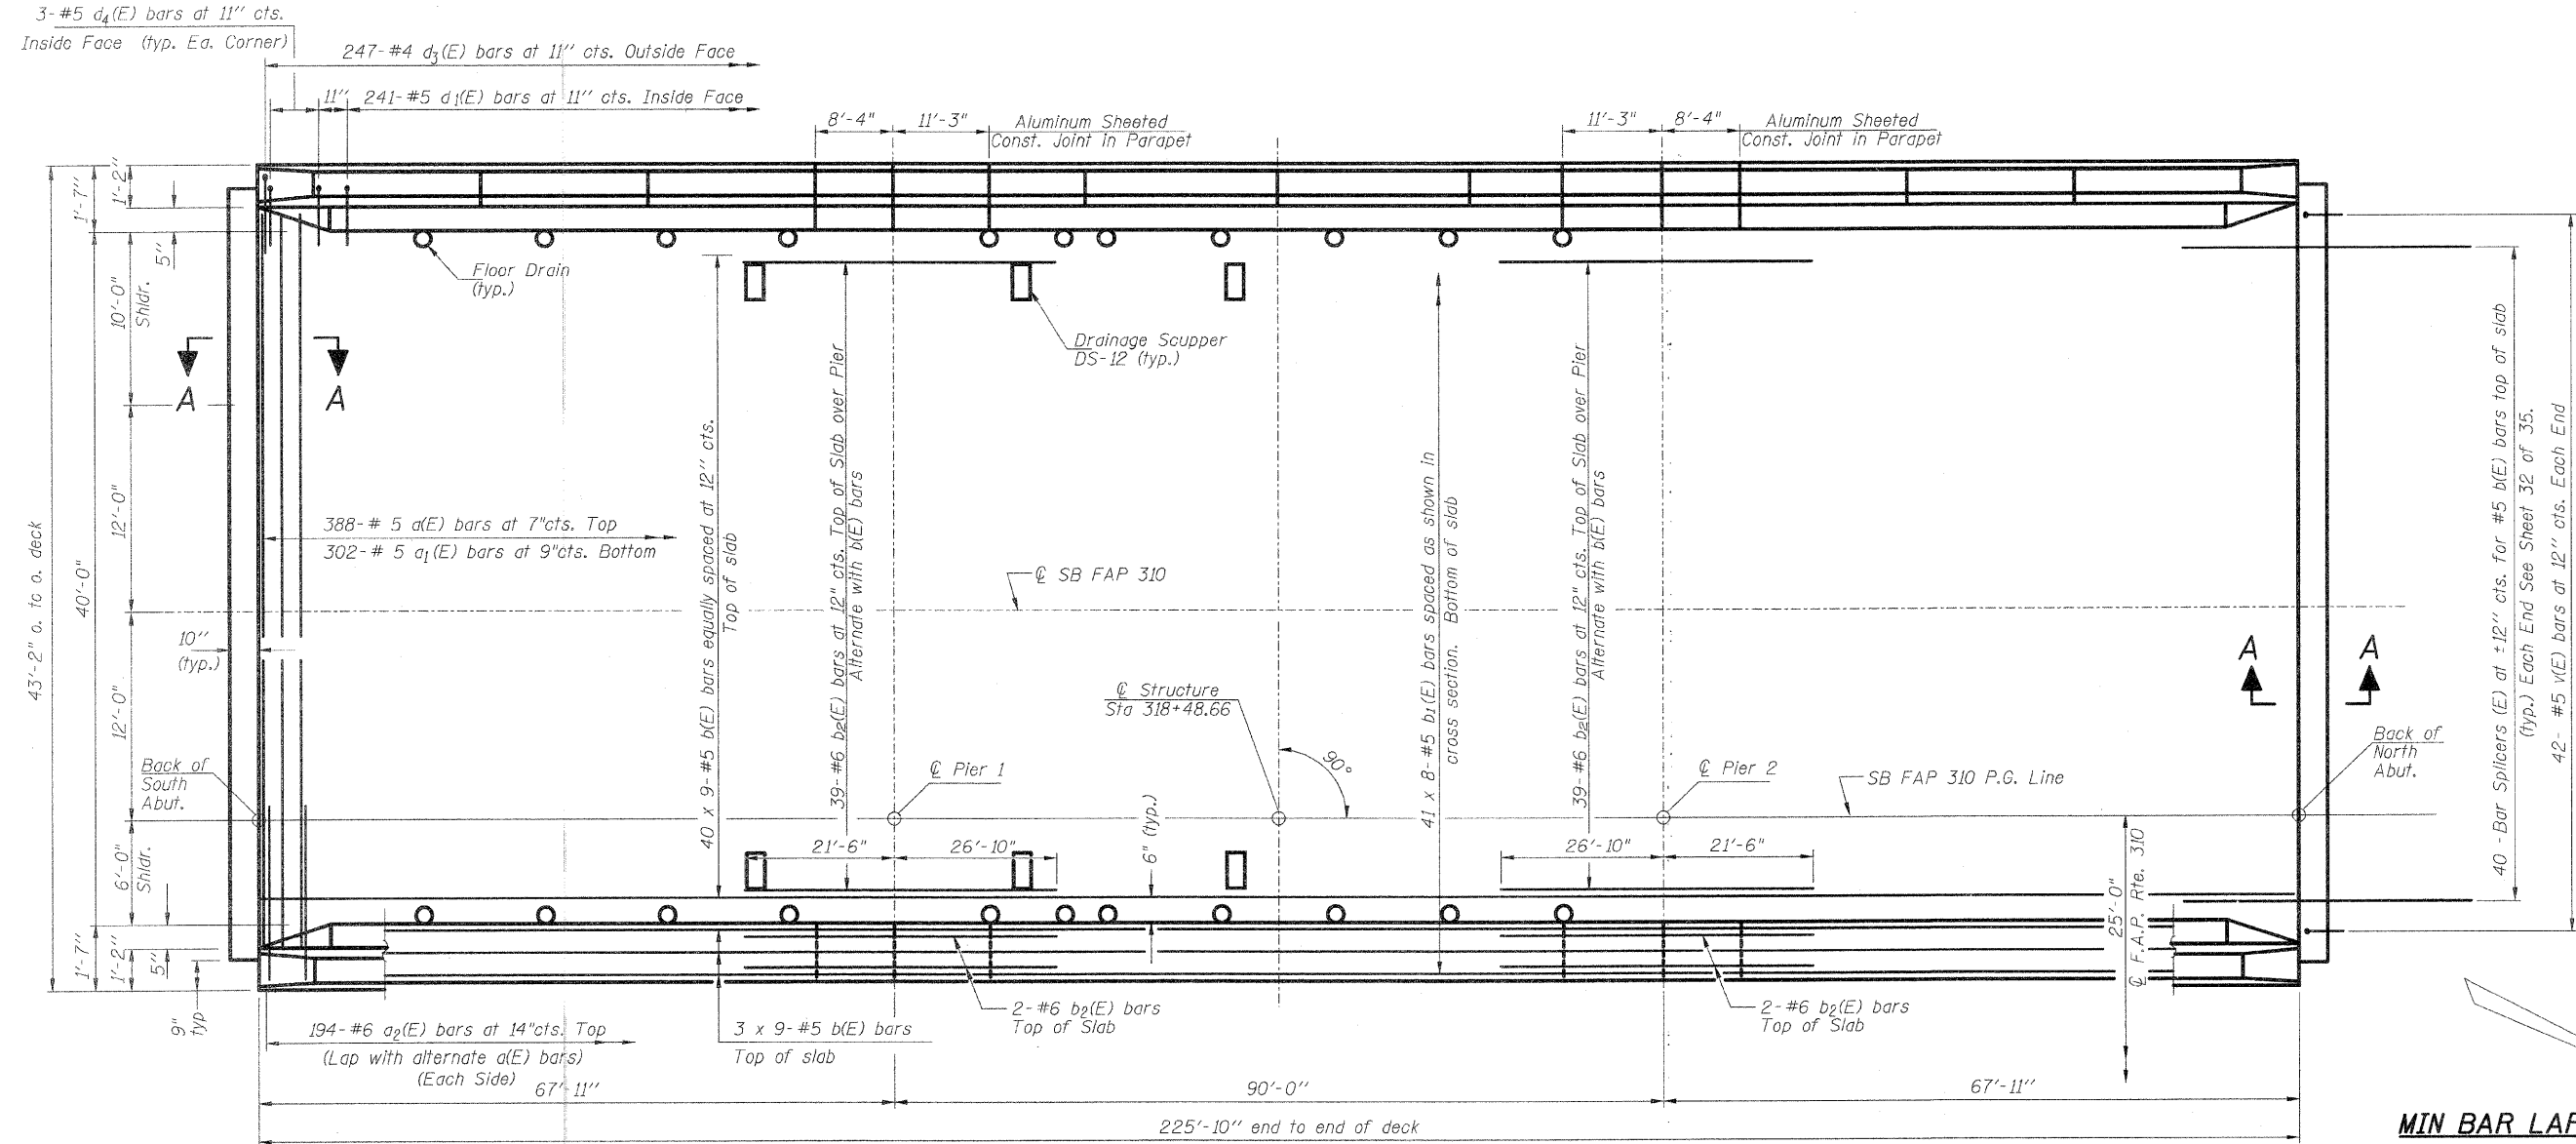 3-#5 d4(E) bars at 11" cts.
Inside Face (typ. Ea. Corner)
247-#4 d3(E) bars at 11" cts. Outside Face
11"
241-#5 d1(E) bars at 11" cts. Inside Face
8'-4"
11'-3"
Aluminum Sheeted
Const. Joint in Parapet
11'-3"
8'-4"
Aluminum Sheeted
Const. Joint in Parapet
1'-7"
1'-2"
5"
Floor Drain
(typ.)
10'-0"
Shldr.
Drainage Scupper
DS-12 (typ.)
A
A
43'-2" o. to o. deck
40'-0"
12'-0"
388-# 5 a(E) bars at 7"cts. Top
302-# 5 a1(E) bars at 9"cts. Bottom
40 x 9-#5 b(E) bars equally spaced at 12" cts.
Top of slab
39-#6 b2(E) bars at 12" cts. Top of Slab over Pier
Alternate with b(E) bars
41 x 8-#5 b1(E) bars spaced as shown in
cross section. Bottom of slab
39-#6 b2(E) bars at 12" cts. Top of Slab over Pier
Alternate with b(E) bars
℄ SB FAP 310
10"
(typ.)
12'-0"
℄ Structure
Sta 318+48.66
90°
A
A
40 -Bar Splicers (E) at ±12" cts. for #5 b(E) bars top of slab
(typ.) Each End See Sheet 32 of 35.
42- #5 v(E) bars at 12" cts. Each End
Back of
South
Abut.
℄ Pier 1
℄ Pier 2
SB FAP 310 P.G. Line
Back of
North
Abut.
6'-0"
Shldr.
21'-6"
26'-10"
6" (typ.)
26'-10"
21'-6"
25'-0"
℄ F.A.P. Rte. 310
1'-7"
1'-2"
5"
9"
typ
2-#6 b2(E) bars
Top of Slab
2-#6 b2(E) bars
Top of Slab
194-#6 a2(E) bars at 14"cts. Top
(Lap with alternate a(E) bars)
(Each Side)
3 x 9-#5 b(E) bars
Top of slab
67'-11"
90'-0"
67'-11"
225'-10" end to end of deck
MIN BAR LAP